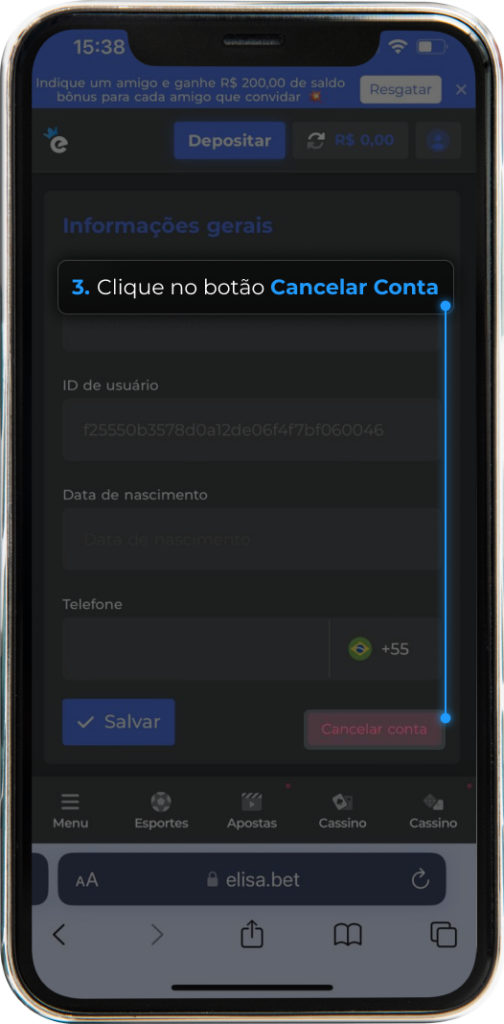 15:38
Indique um amigo e ganhe R$ 200,00 de saldo
bônus para cada amigo que convidar
Resgatar
e
Depositar
R$ 0,00
Informações gerais
3. Clique no botão Cancelar Conta
ID de usuário
f25550b3578d0a12de06f4f7bf060046
Data de nascimento
Data de nascimento
Telefone
+55
Salvar
Cancelar conta
Menu
Esportes
Apostas
Cassino
Cassino
AA
elisa.bet